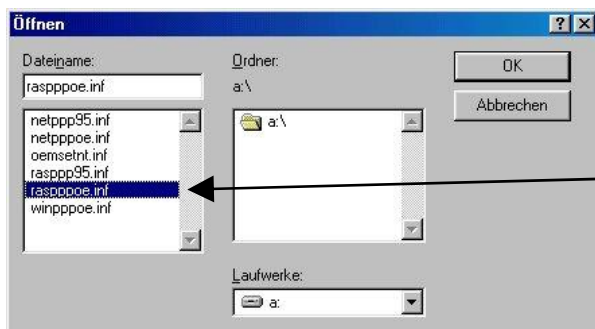 Öffnen
Dateiname:
raspppoe.inf
netppp95.inf
netpppoe.inf
oemsetnt.inf
rasppp95.inf
raspppoe.inf
winpppoe.inf
Ordner:
a:\
a:\
Laufwerke:
a:
OK
Abbrechen